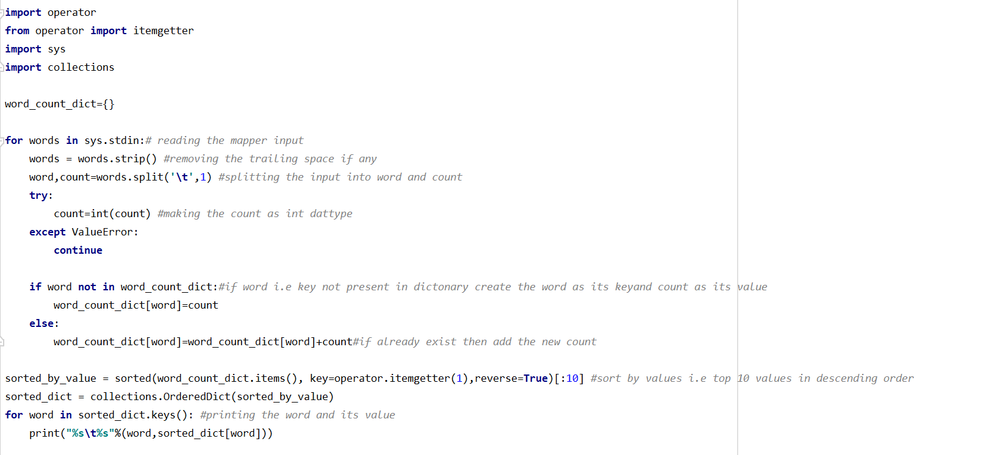 import operator
from operator import itemgetter
import sys
import collections

word_count_dict={}

for words in sys.stdin:# reading the mapper input
    words = words.strip() #removing the trailing space if any
    word,count=words.split('\t',1) #splitting the input into word and count
    try:
        count=int(count) #making the count as int dattype
    except ValueError:
        continue

    if word not in word_count_dict:#if word i.e key not present in dictonary create the word as its keyand count as its value
        word_count_dict[word]=count
    else:
        word_count_dict[word]=word_count_dict[word]+count#if already exist then add the new count

sorted_by_value = sorted(word_count_dict.items(), key=operator.itemgetter(1),reverse=True)[:10] #sort by values i.e top 10 values in descending order
sorted_dict = collections.OrderedDict(sorted_by_value)
for word in sorted_dict.keys(): #printing the word and its value
    print("%s\t%s"%(word,sorted_dict[word]))